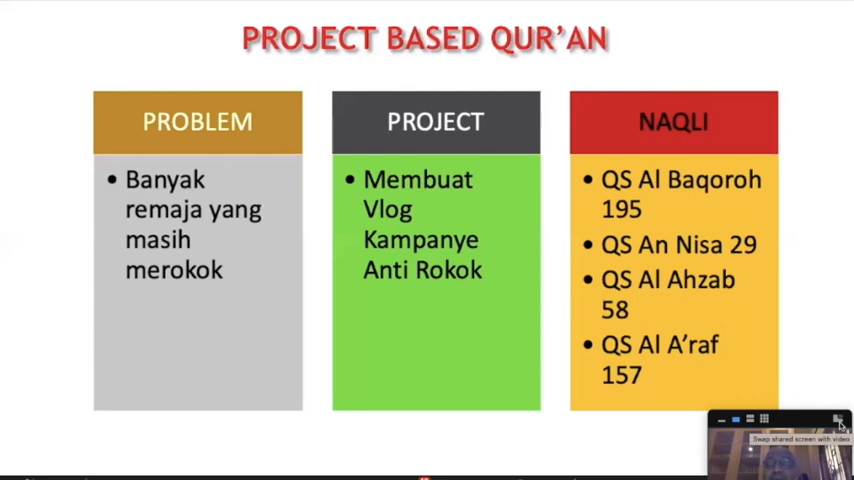 PROJECT BASED QUR’AN
PROBLEM
• Banyak
remaja yang
masih
merokok
PROJECT
• Membuat
Vlog
Kampanye
Anti Rokok
NAQLI
• QS Al Baqoroh
195
• QS An Nisa 29
• QS Al Ahzab
58
• QS Al A’raf
157
Swap shared screen with video